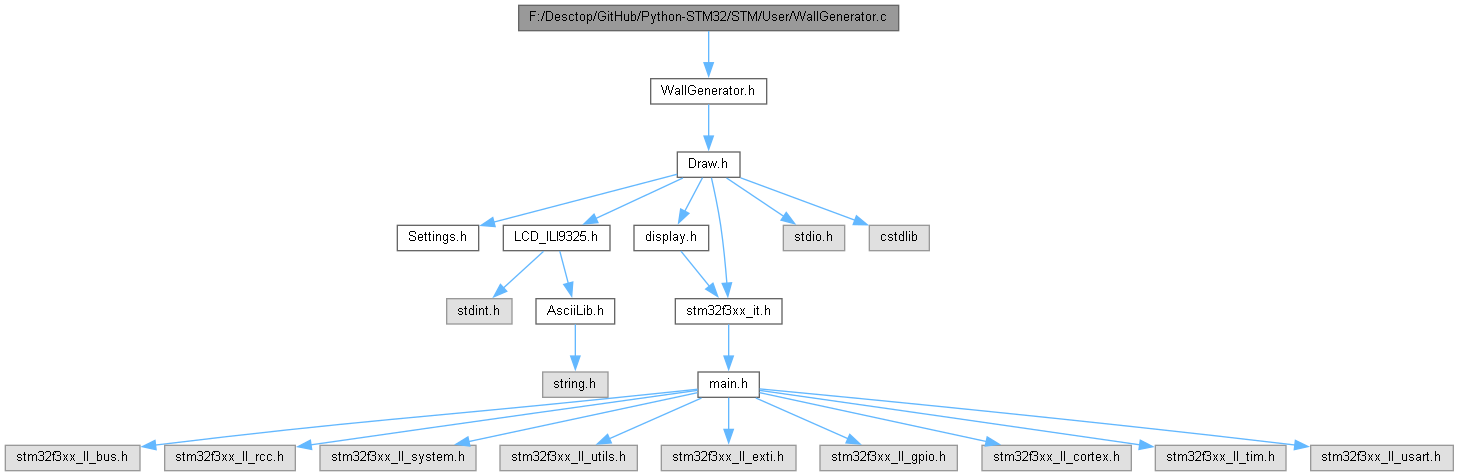 F:/Desctop/GitHub/Python-STM32/STM/User/WallGenerator.c
WallGenerator.h
Draw.h
Settings.h
LCD_ILI9325.h
display.h
stdio.h
cstdlib
stdint.h
AsciiLib.h
stm32f3xx_it.h
string.h
main.h
stm32f3xx_ll_bus.h
stm32f3xx_ll_rcc.h
stm32f3xx_ll_system.h
stm32f3xx_ll_utils.h
stm32f3xx_ll_exti.h
stm32f3xx_ll_gpio.h
stm32f3xx_ll_cortex.h
stm32f3xx_ll_tim.h
stm32f3xx_ll_usart.h